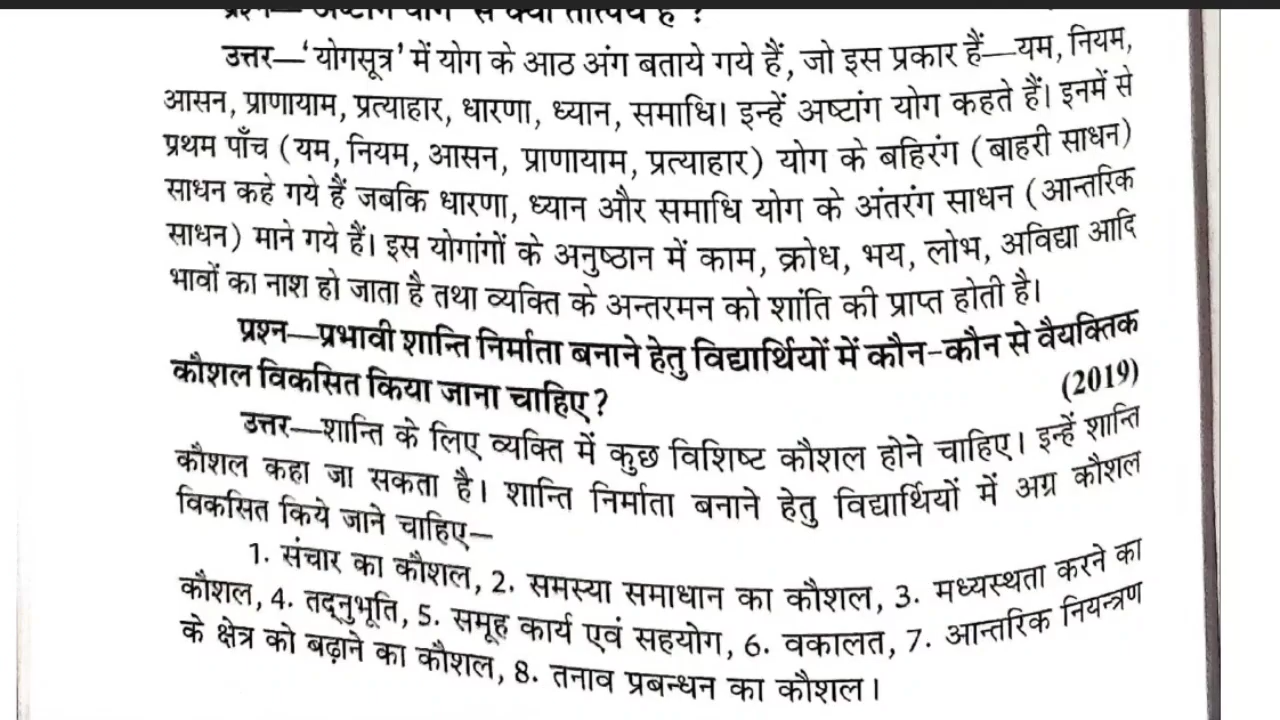 प्रश्न— 'अष्टांग योग' से क्या तात्पर्य है ?
उत्तर—'योगसूत्र' में योग के आठ अंग बताये गये हैं, जो इस प्रकार हैं—यम, नियम,
आसन, प्राणायाम, प्रत्याहार, धारणा, ध्यान, समाधि। इन्हें अष्टांग योग कहते हैं। इनमें से
प्रथम पाँच (यम, नियम, आसन, प्राणायाम, प्रत्याहार) योग के बहिरंग (बाहरी साधन)
साधन कहे गये हैं जबकि धारणा, ध्यान और समाधि योग के अंतरंग साधन (आन्तरिक
साधन) माने गये हैं। इस योगांगों के अनुष्ठान में काम, क्रोध, भय, लोभ, अविद्या आदि
भावों का नाश हो जाता है तथा व्यक्ति के अन्तरमन को शांति की प्राप्त होती है।
प्रश्न—प्रभावी शान्ति निर्माता बनाने हेतु विद्यार्थियों में कौन-कौन से वैयक्तिक
कौशल विकसित किया जाना चाहिए? (2019)
उत्तर—शान्ति के लिए व्यक्ति में कुछ विशिष्ट कौशल होने चाहिए। इन्हें शान्ति
कौशल कहा जा सकता है। शान्ति निर्माता बनाने हेतु विद्यार्थियों में अग्र कौशल
विकसित किये जाने चाहिए—
1. संचार का कौशल, 2. समस्या समाधान का कौशल, 3. मध्यस्थता करने का
कौशल, 4. तद्नुभूति, 5. समूह कार्य एवं सहयोग, 6. वकालत, 7. आन्तरिक नियन्त्रण
के क्षेत्र को बढ़ाने का कौशल, 8. तनाव प्रबन्धन का कौशल।